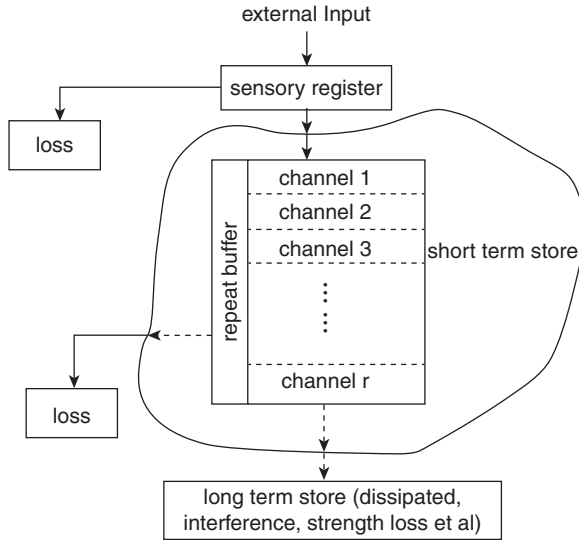 external Input
sensory register
loss
channel 1
channel 2
channel 3
short term store
repeat buffer
channel r
loss
long term store (dissipated,
interference, strength loss et al)